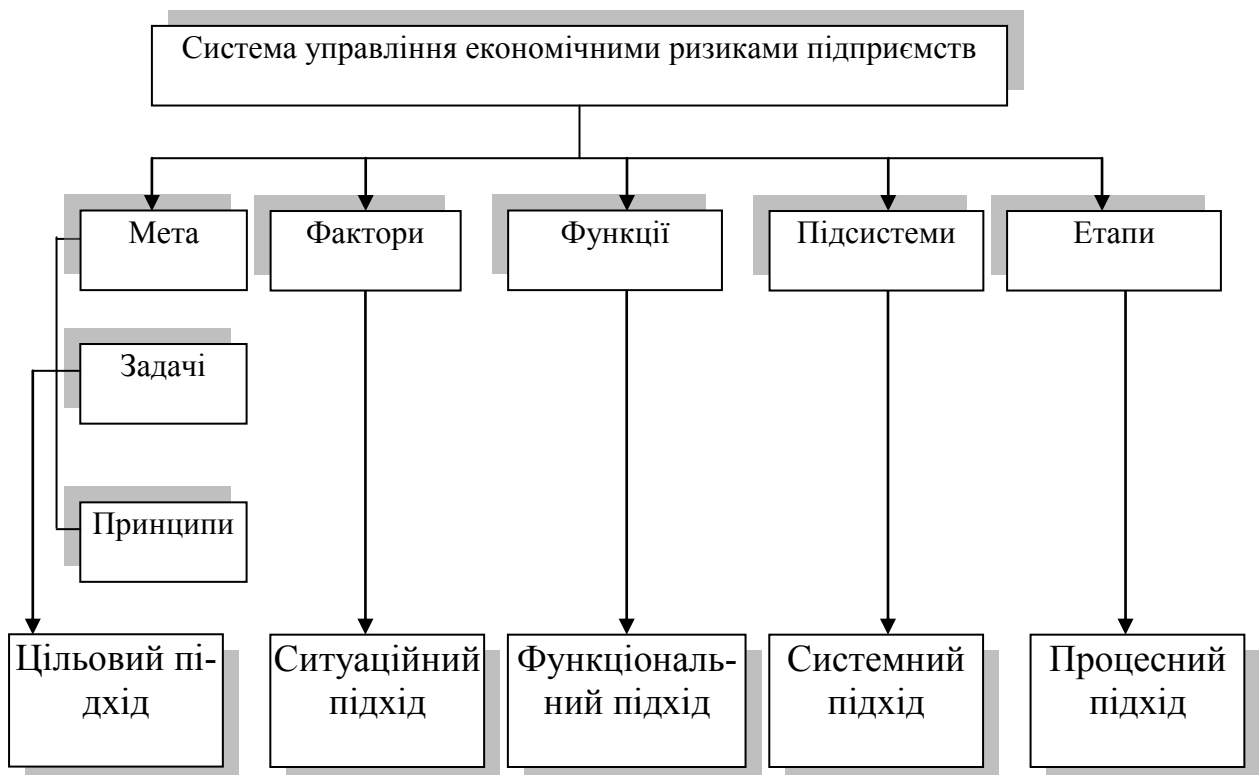 Система управління економічними ризиками підприємств
Мета
Фактори
Функції
Підсистеми
Етапи
Задачі
Принципи
Цільовий пі-
дхід
Ситуаційний
підхід
Функціональ-
ний підхід
Системний
підхід
Процесний
підхід